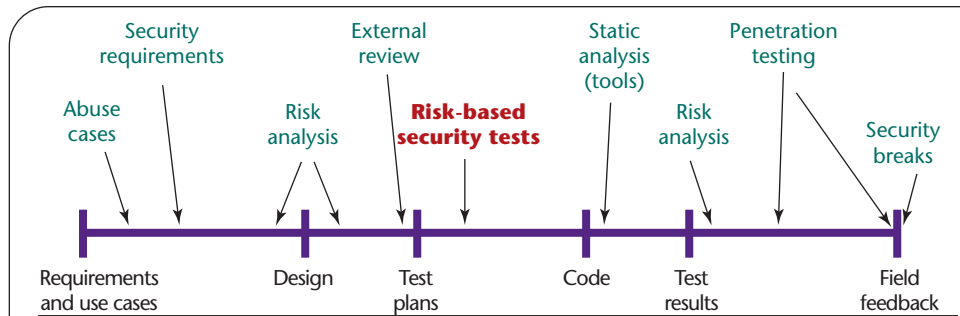 Security
requirements
External
review
Static
analysis
(tools)
Penetration
testing
Abuse
cases
Risk
analysis
Risk-based
security tests
Risk
analysis
Security
breaks
Requirements
and use cases
Design
Test
plans
Code
Test
results
Field
feedback